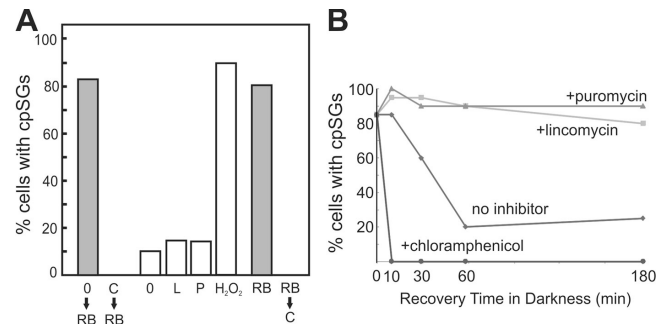 A
% cells with cpSGs
100
80
60
40
20
0
0 C 0 L P H₂O₂ RB RB
RB RB C
B
% cells with cpSGs
100
80
60
40
20
+puromycin
+lincomycin
no inhibitor
+chloramphenicol
0 10 30 60 180
Recovery Time in Darkness (min)